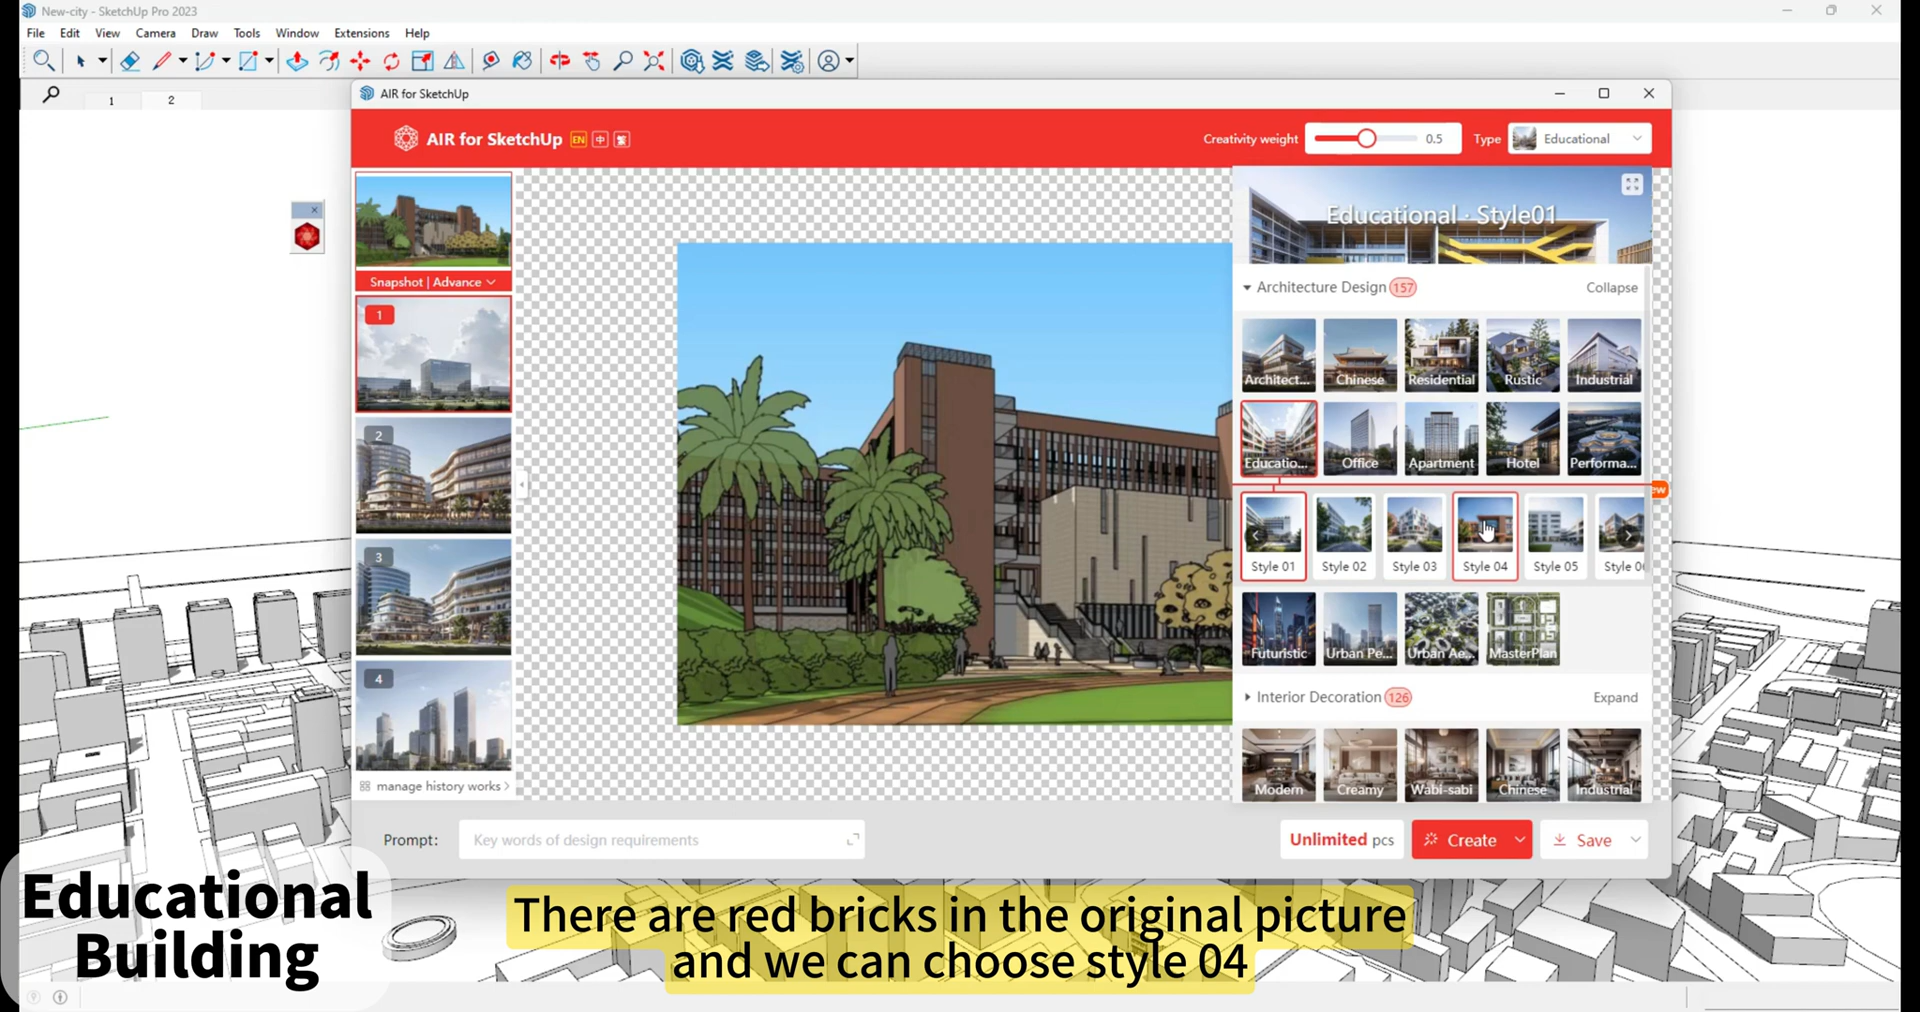 New-city - SketchUp Pro 2023
File Edit View Camera Draw Tools Window Extensions Help
1 2
AIR for SketchUp
AIR for SketchUp EN 中 繁
Creativity weight 0.5 Type Educational
Educational · Style01
Snapshot | Advance
Architecture Design 157 Collapse
1
Architect... Chinese Residential Rustic Industrial
2
Educatio... Office Apartment Hotel Performa...
Style 01 Style 02 Style 03 Style 04 Style 05
3
Futuristic Urban Pe... Urban Ae... MasterPlan
4
Interior Decoration 126 Expand
manage history works
Modern Creamy Wabi-sabi Chinese Industrial
Prompt: Key words of design requirements
Unlimited pcs Create Save
Educational
Building
There are red bricks in the original picture
and we can choose style 04